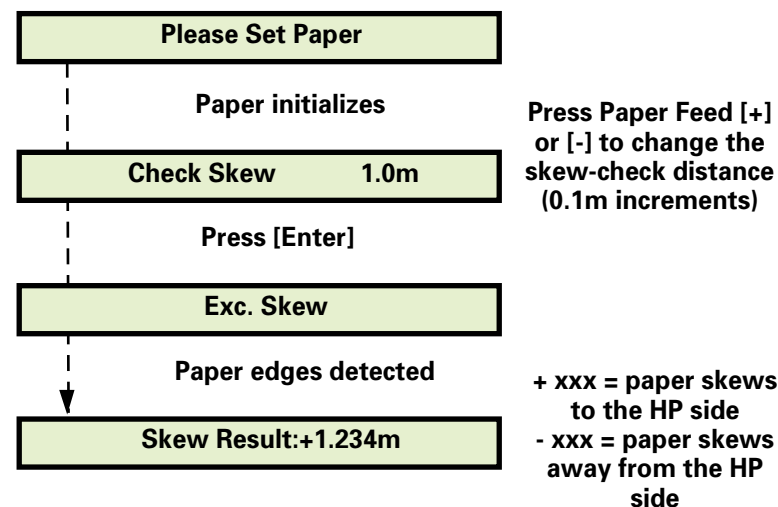 Please Set Paper
Paper initializes
Press Paper Feed [+]
or [-] to change the
skew-check distance
(0.1m increments)
Check Skew 1.0m
Press [Enter]
Exc. Skew
Paper edges detected
+ xxx = paper skews
to the HP side
- xxx = paper skews
away from the HP
side
Skew Result:+1.234m